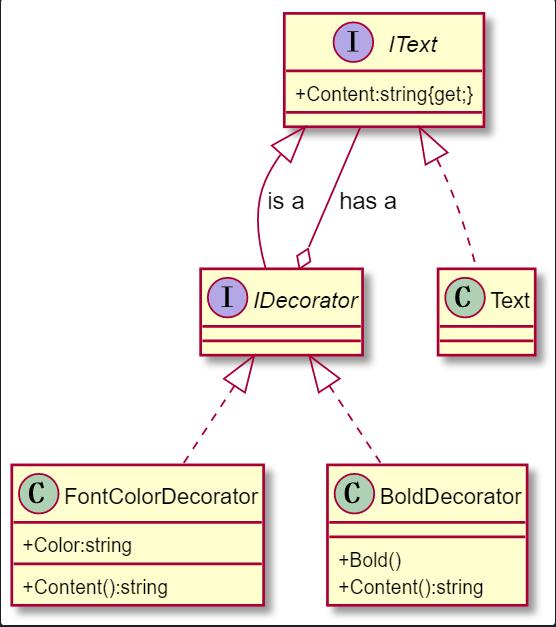 I IText
+Content:string{get;}
is a
has a
I IDecorator
C Text
C FontColorDecorator
+Color:string
+Content():string
C BoldDecorator
+Bold()
+Content():string